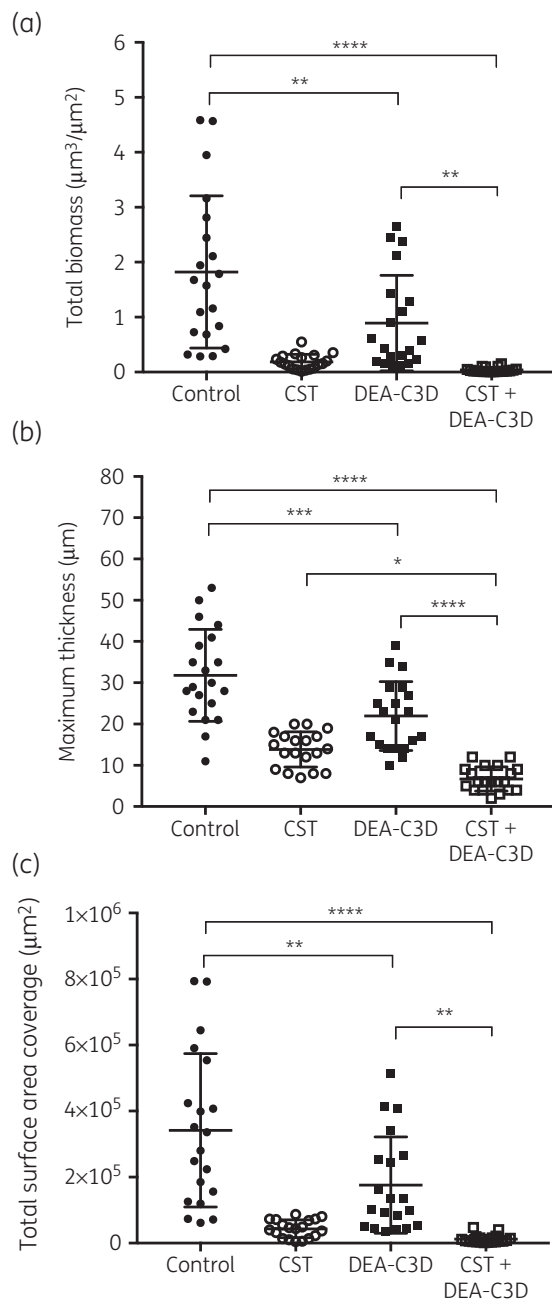 (a)
Total biomass (µm³/µm²)
6
5
4
3
2
1
0
****
**
**
Control
CST
DEA-C3D
CST +
DEA-C3D
(b)
Maximum thickness (µm)
80
70
60
50
40
30
20
10
0
****
***
*
****
Control
CST
DEA-C3D
CST +
DEA-C3D
(c)
Total surface area coverage (µm²)
1×10⁶
8×10⁵
6×10⁵
4×10⁵
2×10⁵
0
****
**
**
Control
CST
DEA-C3D
CST +
DEA-C3D